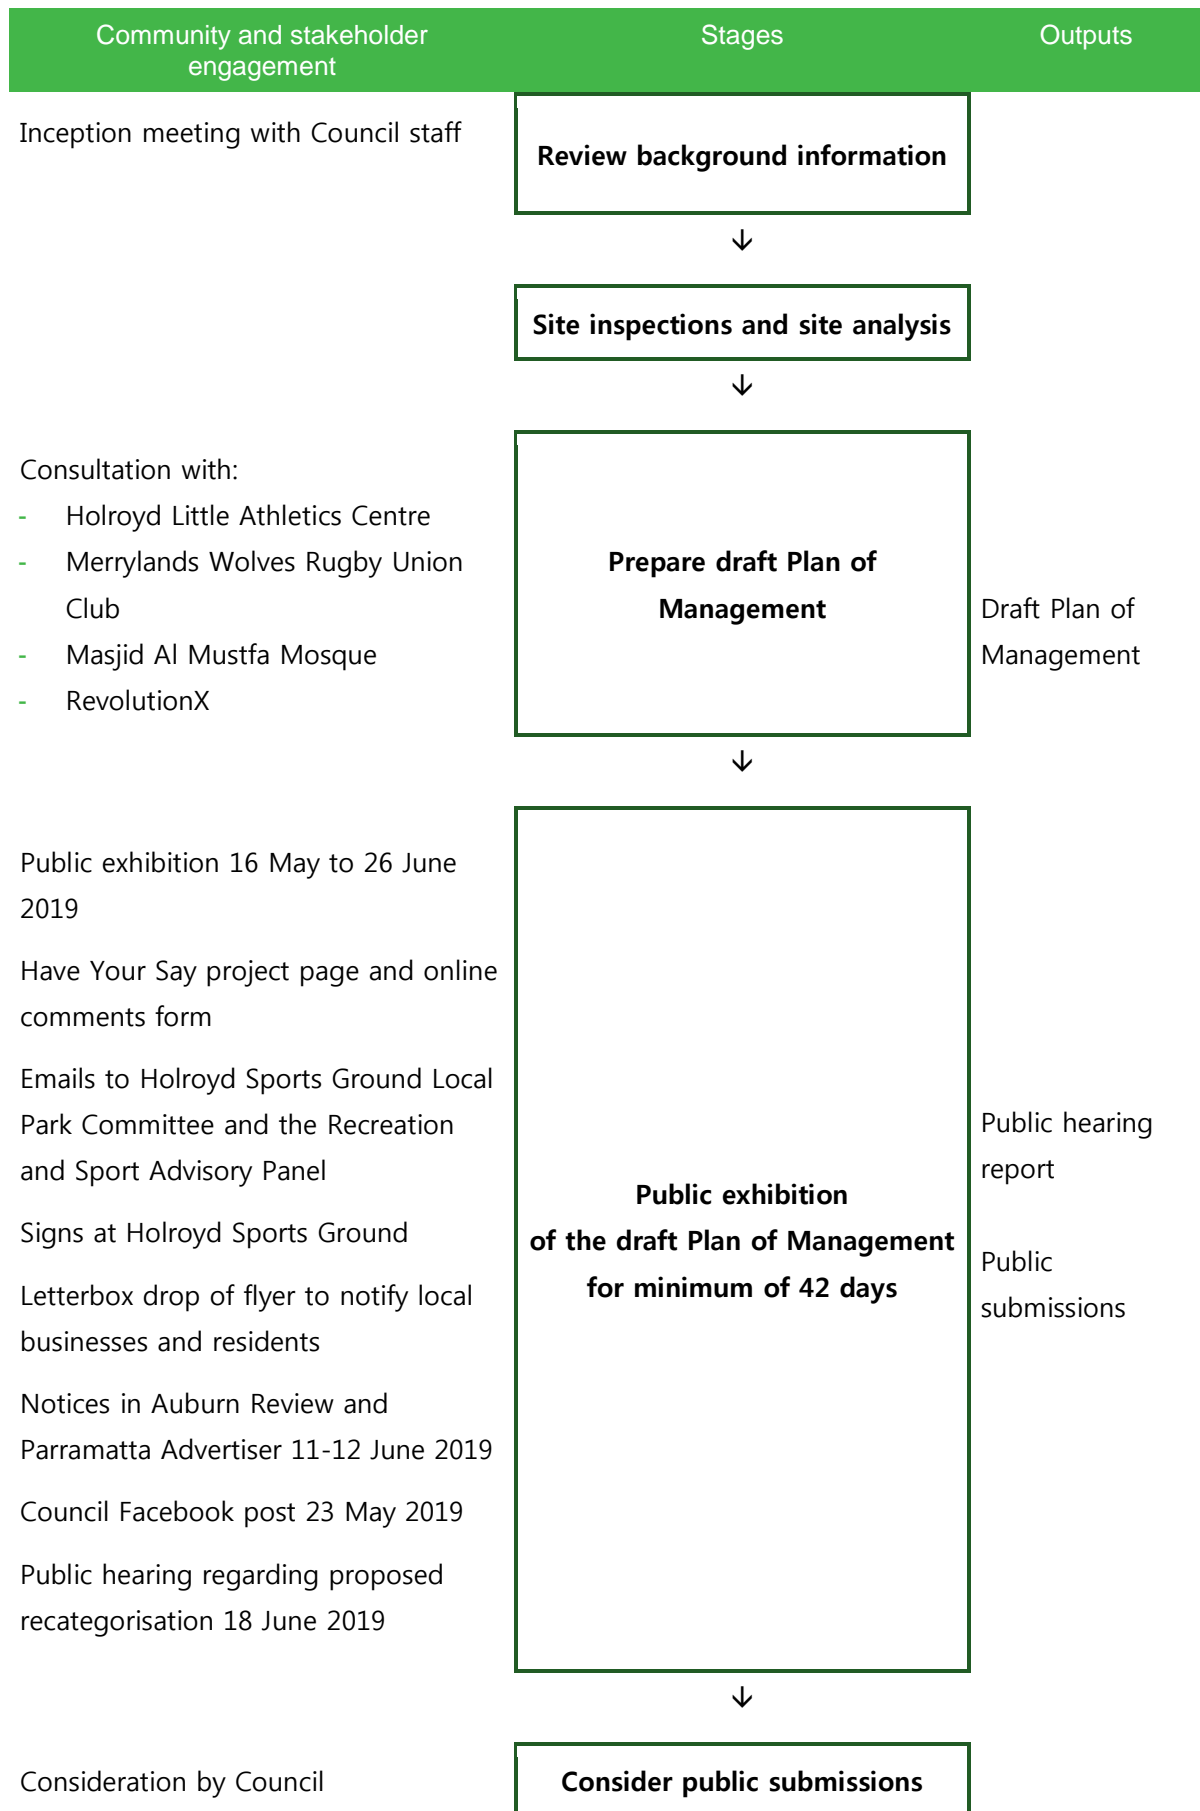 Community and stakeholder
engagement
Stages
Outputs
Inception meeting with Council staff
Review background information
↓
Site inspections and site analysis
↓
Consultation with:
- Holroyd Little Athletics Centre
- Merrylands Wolves Rugby Union
Club
- Masjid Al Mustfa Mosque
- RevolutionX
Prepare draft Plan of
Management
Draft Plan of
Management
↓
Public exhibition 16 May to 26 June
2019
Have Your Say project page and online
comments form
Emails to Holroyd Sports Ground Local
Park Committee and the Recreation
and Sport Advisory Panel
Signs at Holroyd Sports Ground
Letterbox drop of flyer to notify local
businesses and residents
Notices in Auburn Review and
Parramatta Advertiser 11-12 June 2019
Council Facebook post 23 May 2019
Public hearing regarding proposed
recategorisation 18 June 2019
Public exhibition
of the draft Plan of Management
for minimum of 42 days
Public hearing
report
Public
submissions
↓
Consideration by Council
Consider public submissions